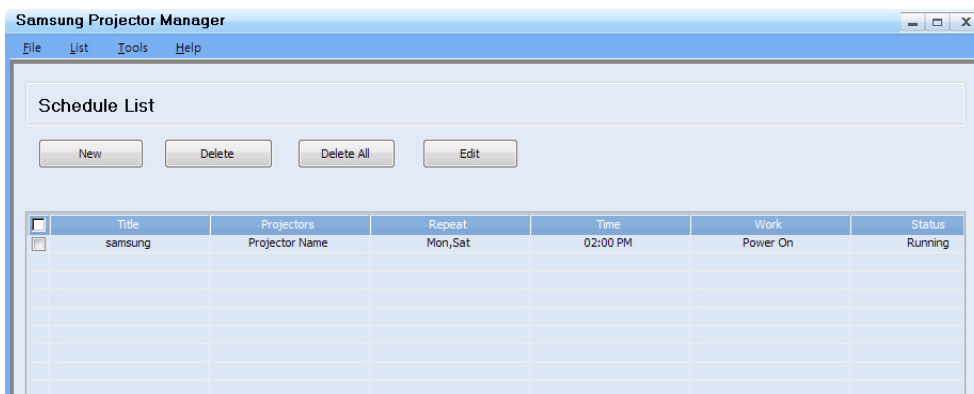 Samsung Projector Manager
File List Tools Help
Schedule List
New Delete Delete All Edit
Title Projectors Repeat Time Work Status
samsung Projector Name Mon,Sat 02:00 PM Power On Running